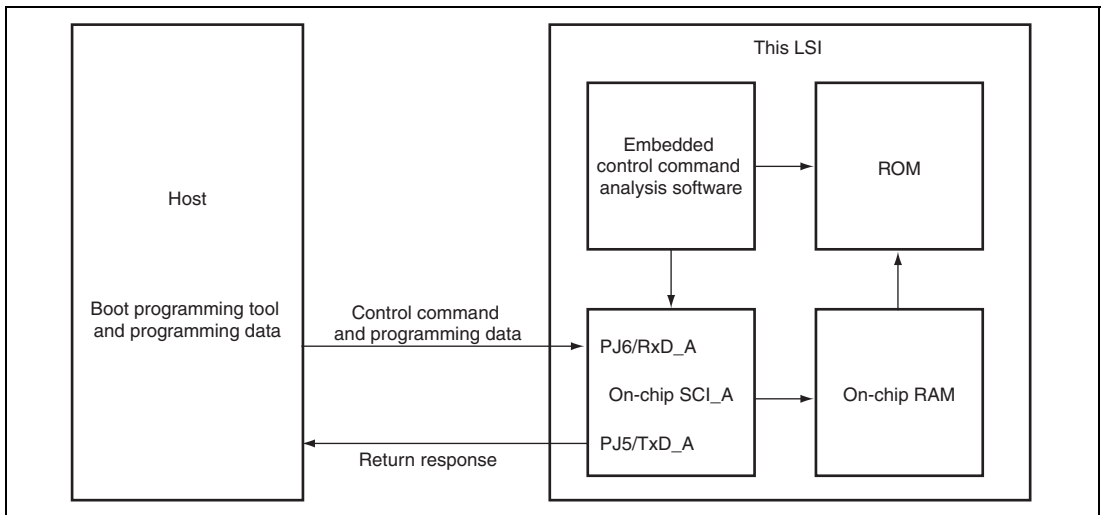 This LSI
Host
Boot programming tool
and programming data
Control command
and programming data
Return response
Embedded
control command
analysis software
ROM
PJ6/RxD_A
On-chip SCI_A
PJ5/TxD_A
On-chip RAM